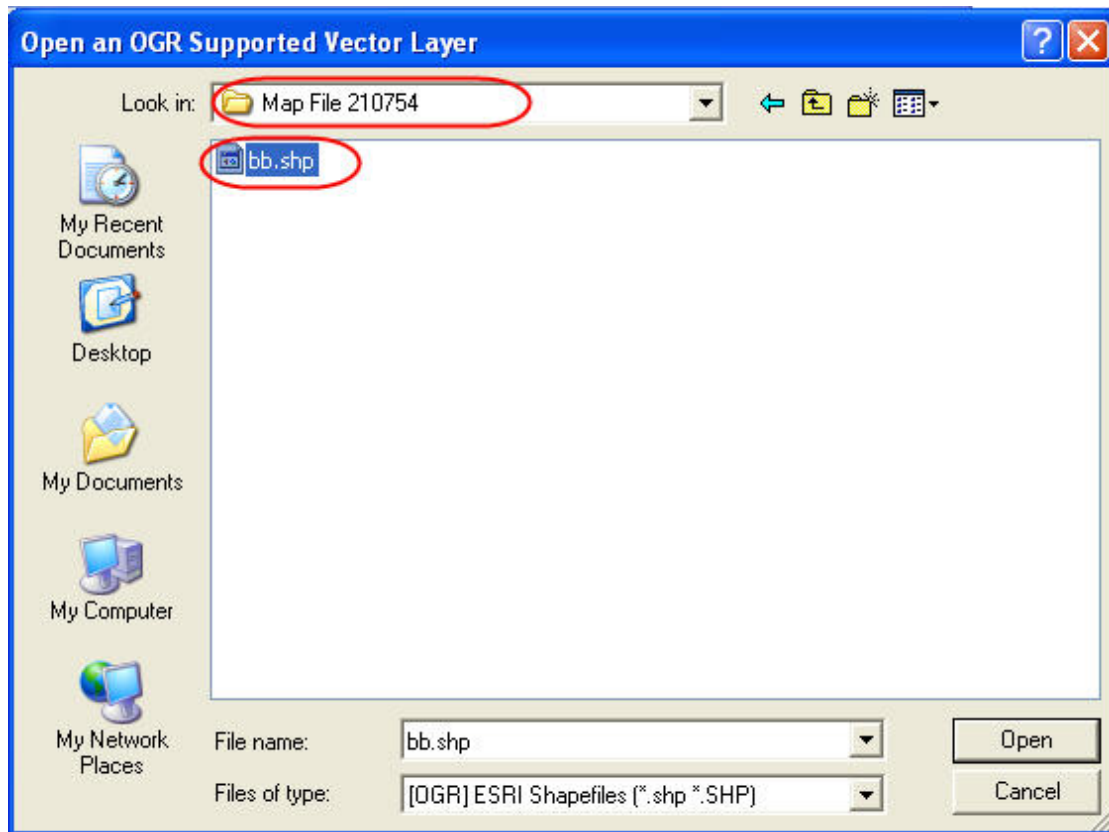 Open an OGR Supported Vector Layer
Look in: Map File 210754
bb.shp
My Recent
Documents
Desktop
My Documents
My Computer
My Network
Places
File name: bb.shp Open
Files of type: [OGR] ESRI Shapefiles (*.shp *.SHP) Cancel